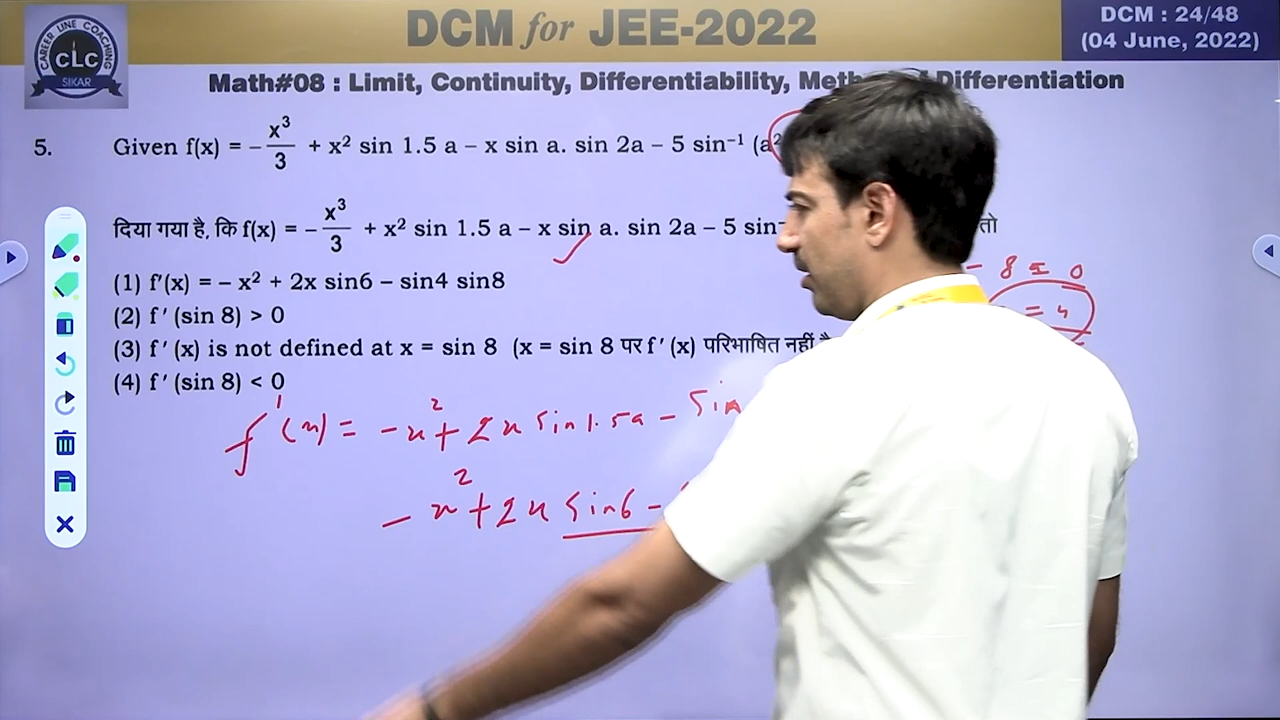 DCM for JEE-2022
DCM : 24/48
(04 June, 2022)
CAREER LINE COACHING
CLC
SIKAR
Math#08 : Limit, Continuity, Differentiability, Differentiation
5. Given f(x) = − x³/3 + x² sin 1.5 a − x sin a. sin 2a − 5 sin⁻¹ (a²
दिया गया है, कि f(x) = − x³/3 + x² sin 1.5 a − x sin a. sin 2a − 5 sin⁻ तो
(1) f′(x) = − x² + 2x sin6 − sin4 sin8
(2) f′ (sin 8) > 0
(3) f′ (x) is not defined at x = sin 8 (x = sin 8 पर f′ (x) परिभाषित नहीं
(4) f′ (sin 8) < 0
− 8 = 0
= 4
f'(x) = −x² + 2x sin1.5a − sin
− x² + 2x sin6 −